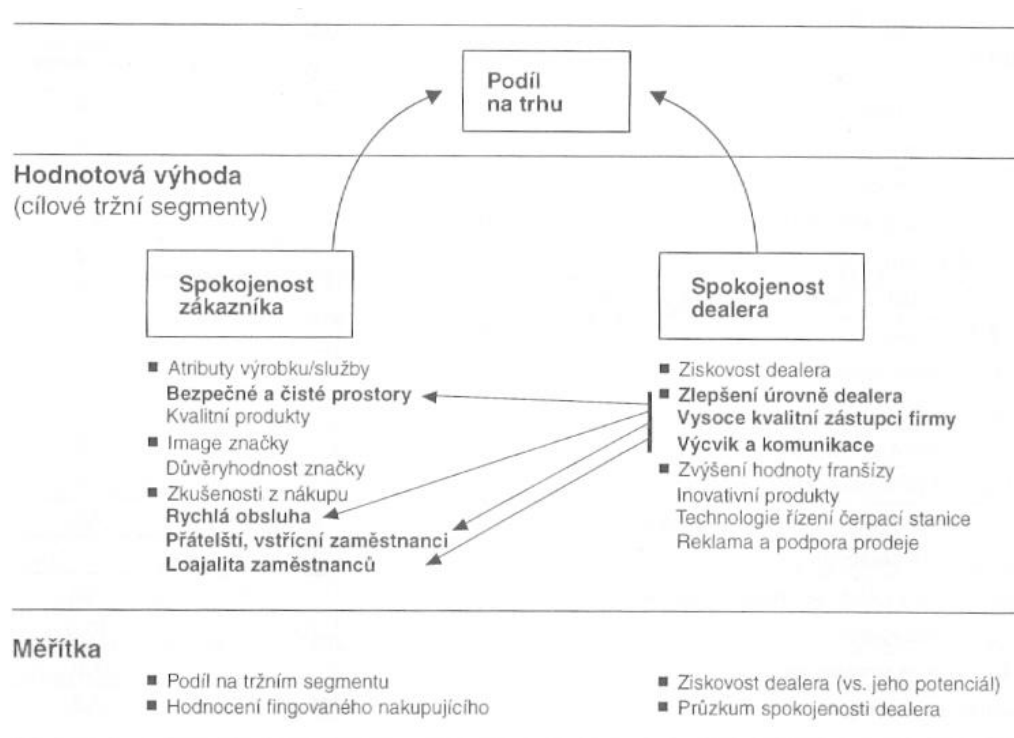 Podíl
na trhu
Hodnotová výhoda
(cílové tržní segmenty)
Spokojenost
zákazníka
■ Atributy výrobku/služby
Bezpečné a čisté prostory
Kvalitní produkty
■ Image značky
Důvěryhodnost značky
■ Zkušenosti z nákupu
Rychlá obsluha
Přátelští, vstřícní zaměstnanci
Loajalita zaměstnanců
Spokojenost
dealera
■ Ziskovost dealera
■ Zlepšení úrovně dealera
Vysoce kvalitní zástupci firmy
Výcvik a komunikace
■ Zvýšení hodnoty franšízy
Inovativní produkty
Technologie řízení čerpací stanice
Reklama a podpora prodeje
Měřítka
■ Podíl na tržním segmentu
■ Hodnocení fingovaného nakupujícího
■ Ziskovost dealera (vs. jeho potenciál)
■ Průzkum spokojenosti dealera